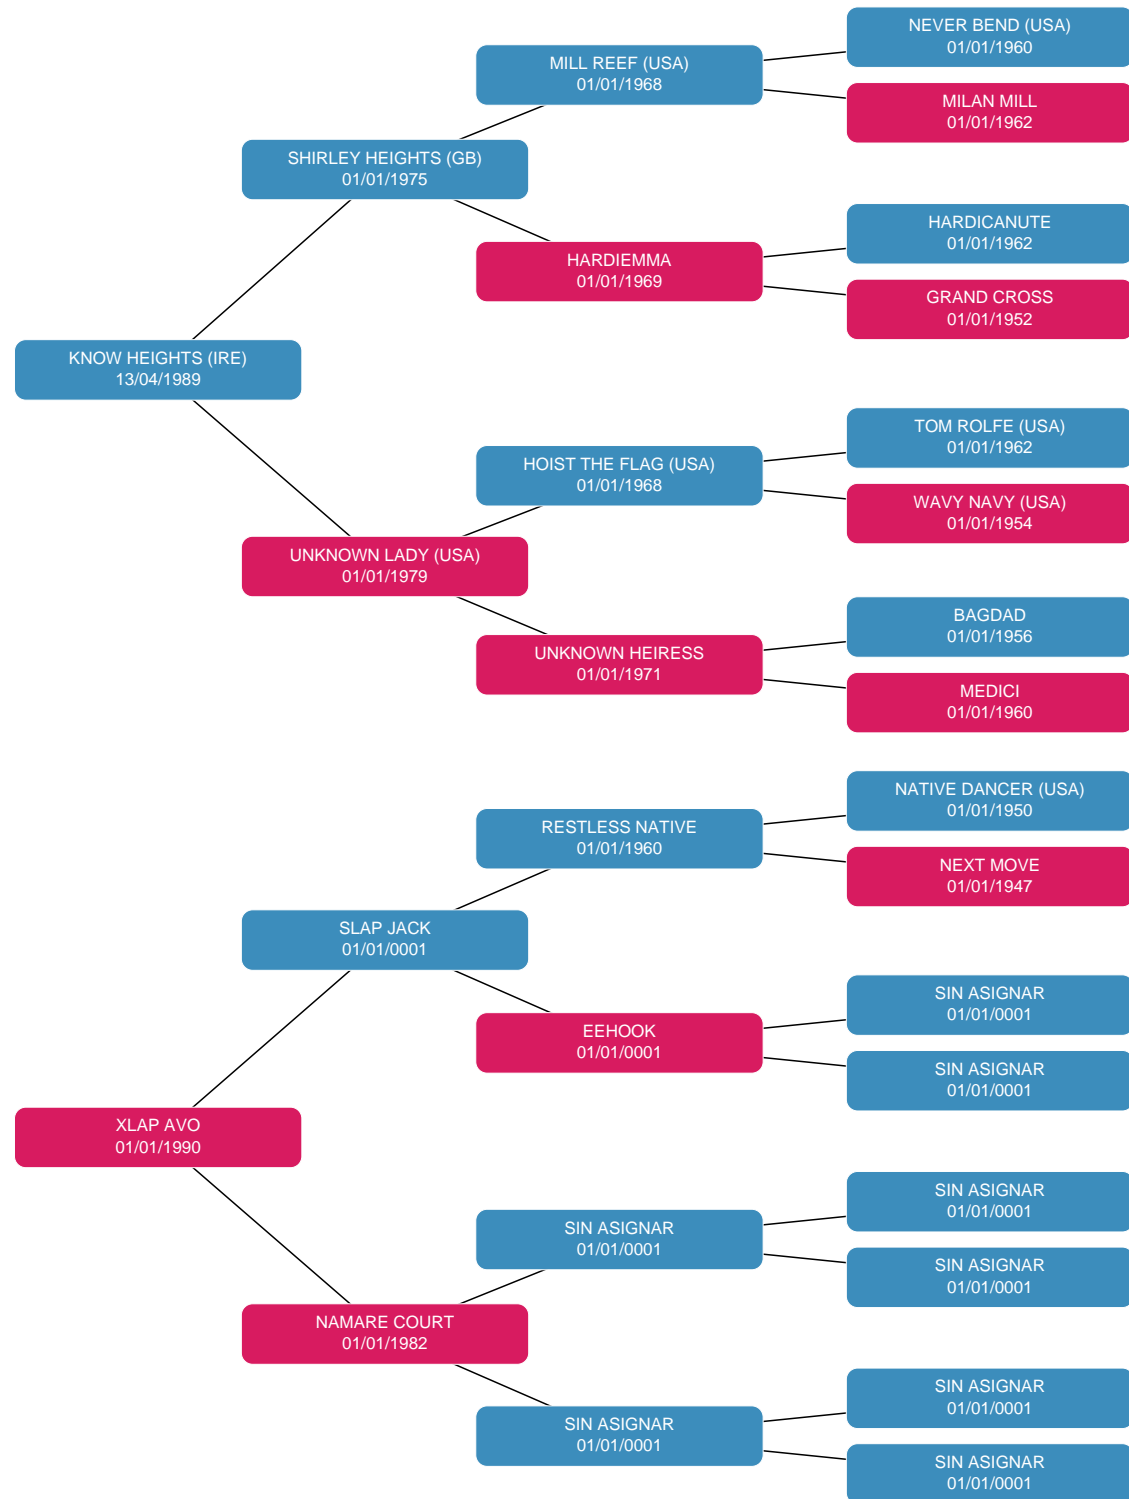 NEVER BEND (USA)
01/01/1960
MILL REEF (USA)
01/01/1968
MILAN MILL
01/01/1962
SHIRLEY HEIGHTS (GB)
01/01/1975
HARDICANUTE
01/01/1962
HARDIEMMA
01/01/1969
GRAND CROSS
01/01/1952
KNOW HEIGHTS (IRE)
13/04/1989
TOM ROLFE (USA)
01/01/1962
HOIST THE FLAG (USA)
01/01/1968
WAVY NAVY (USA)
01/01/1954
UNKNOWN LADY (USA)
01/01/1979
BAGDAD
01/01/1956
UNKNOWN HEIRESS
01/01/1971
MEDICI
01/01/1960
NATIVE DANCER (USA)
01/01/1950
RESTLESS NATIVE
01/01/1960
NEXT MOVE
01/01/1947
SLAP JACK
01/01/0001
SIN ASIGNAR
01/01/0001
EEHOOK
01/01/0001
SIN ASIGNAR
01/01/0001
XLAP AVO
01/01/1990
SIN ASIGNAR
01/01/0001
SIN ASIGNAR
01/01/0001
SIN ASIGNAR
01/01/0001
NAMARE COURT
01/01/1982
SIN ASIGNAR
01/01/0001
SIN ASIGNAR
01/01/0001
SIN ASIGNAR
01/01/0001